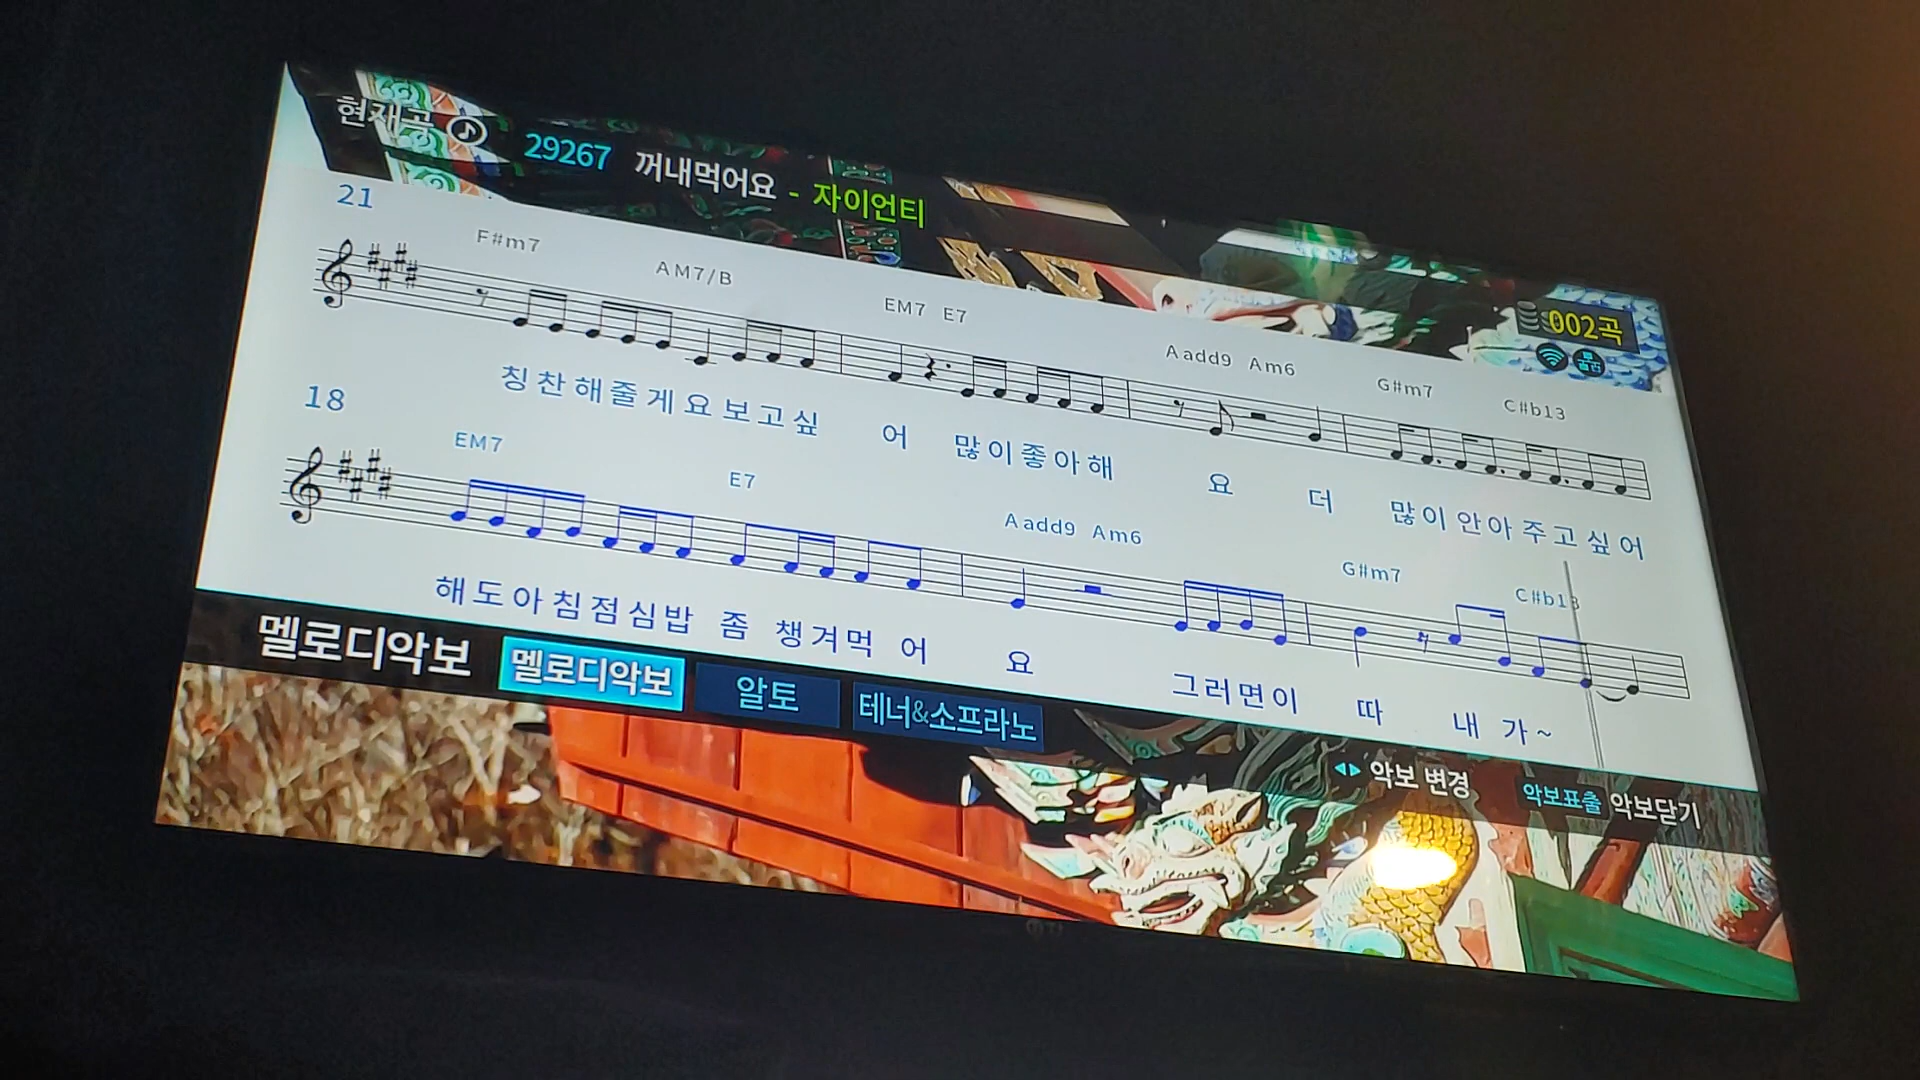 현재곡 29267 꺼내먹어요 - 자이언티
002곡
21
F#m7 AM7/B EM7 E7 Aadd9 Am6 G#m7 C#b13
칭찬해줄게요보고싶 어 많이좋아해 요 더 많이안아주고싶어
18
EM7 E7 Aadd9 Am6 G#m7 C#b13
해도아침점심밥 좀 챙겨먹 어 요 그러면이 따 내 가~
멜로디악보 멜로디악보 알토 테너&소프라노
악보 변경 악보표출 악보닫기